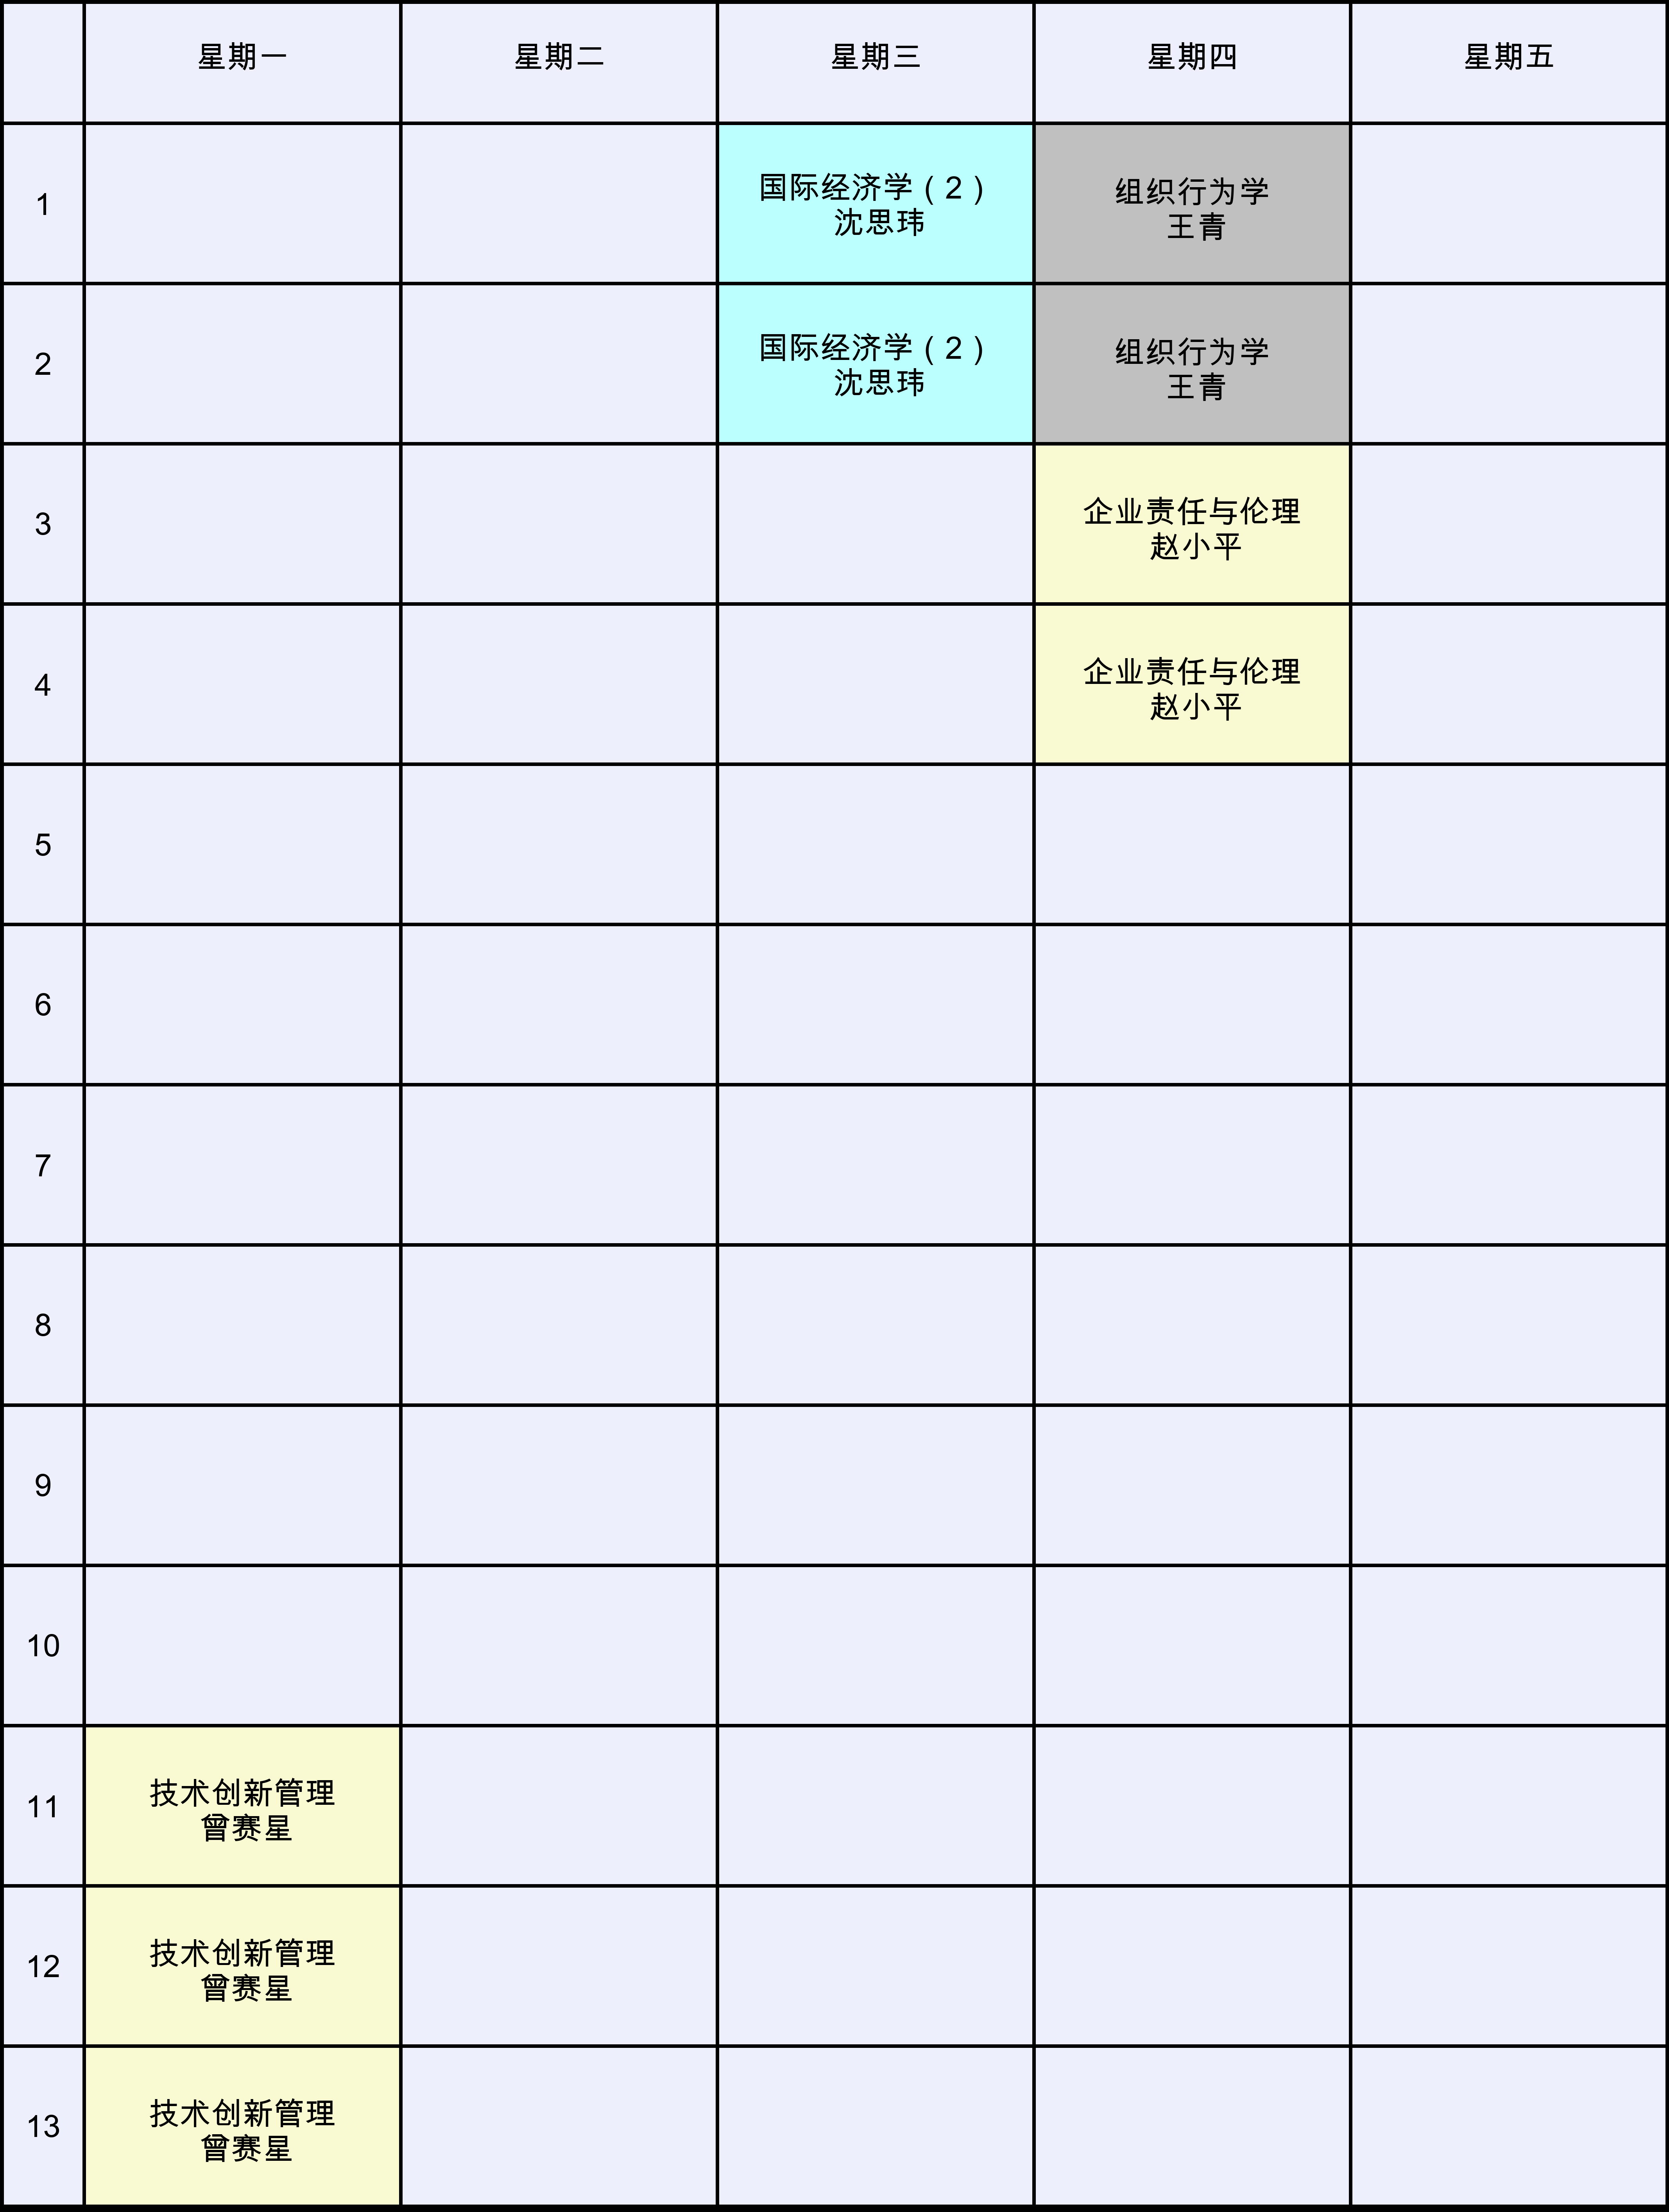 星期一 星期二 星期三 星期四 星期五
1
国际经济学（2）
沈思玮
组织行为学
王青
2
国际经济学（2）
沈思玮
组织行为学
王青
3
企业责任与伦理
赵小平
4
企业责任与伦理
赵小平
5
6
7
8
9
10
11
技术创新管理
曾赛星
12
技术创新管理
曾赛星
13
技术创新管理
曾赛星